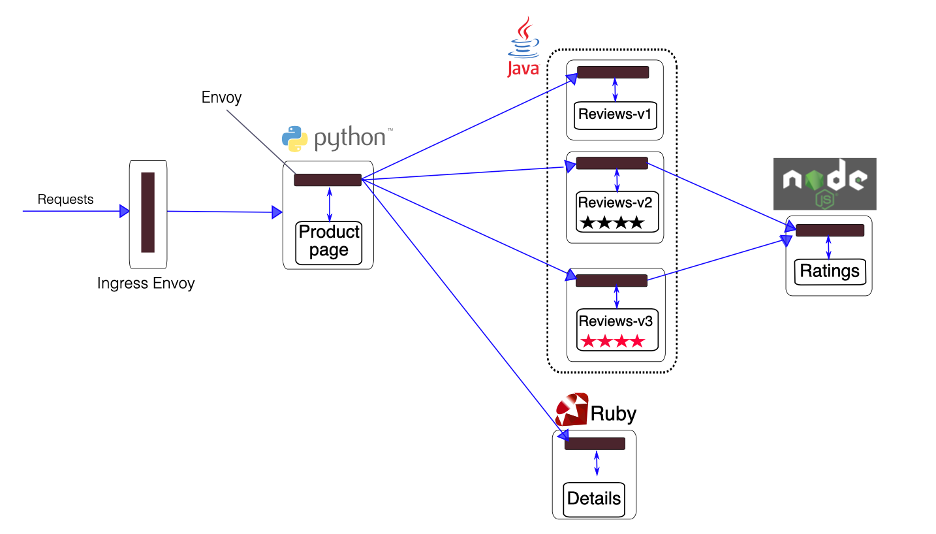 Java
Reviews-v1
Envoy
python™
node
JS
Reviews-v2
Requests
Product
page
Ratings
Ingress Envoy
Reviews-v3
Ruby
Details